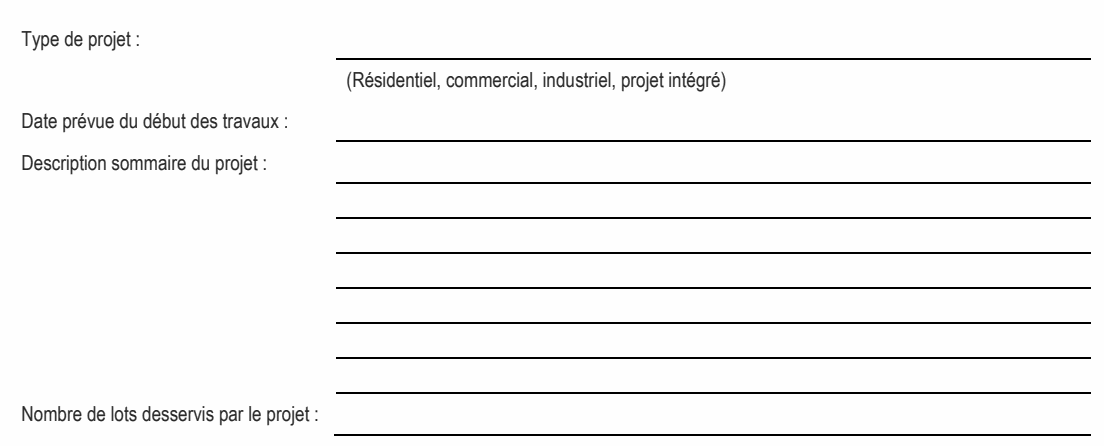 Type de projet :
(Résidentiel, commercial, industriel, projet intégré)
Date prévue du début des travaux :
Description sommaire du projet :
Nombre de lots desservis par le projet :